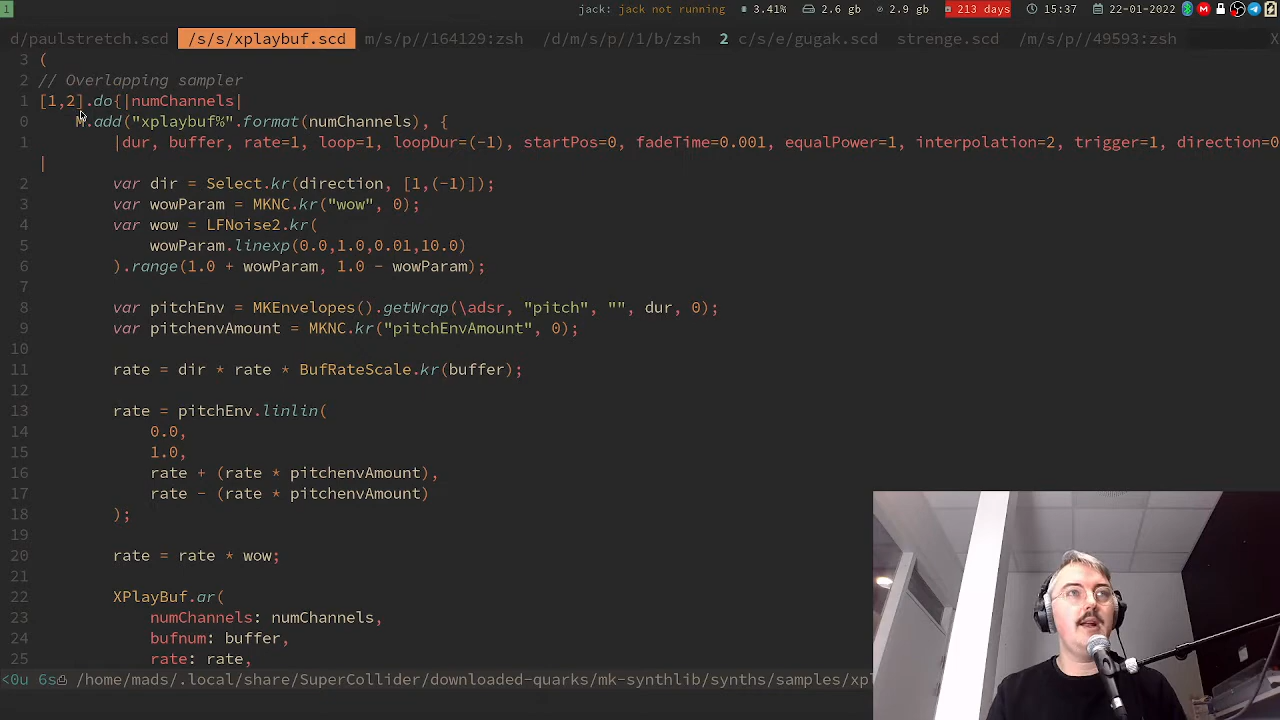 1 jack: jack not running 3.41% 2.6 gb 2.9 gb 213 days 15:37 22-01-2022
d/paulstretch.scd /s/s/xplaybuf.scd m/s/p//164129:zsh /d/m/s/p//1/b/zsh 2 c/s/e/gugak.scd strenge.scd /m/s/p//49593:zsh X
3 (
2 // Overlapping sampler
1 [1,2].do{|numChannels|
0 M.add("xplaybuf%".format(numChannels), {
1 |dur, buffer, rate=1, loop=1, loopDur=(-1), startPos=0, fadeTime=0.001, equalPower=1, interpolation=2, trigger=1, direction=0
|
2 var dir = Select.kr(direction, [1,(-1)]);
3 var wowParam = MKNC.kr("wow", 0);
4 var wow = LFNoise2.kr(
5 wowParam.linexp(0.0,1.0,0.01,10.0)
6 ).range(1.0 + wowParam, 1.0 - wowParam);
7
8 var pitchEnv = MKEnvelopes().getWrap(\adsr, "pitch", "", dur, 0);
9 var pitchenvAmount = MKNC.kr("pitchEnvAmount", 0);
10
11 rate = dir * rate * BufRateScale.kr(buffer);
12
13 rate = pitchEnv.linlin(
14 0.0,
15 1.0,
16 rate + (rate * pitchenvAmount),
17 rate - (rate * pitchenvAmount)
18 );
19
20 rate = rate * wow;
21
22 XPlayBuf.ar(
23 numChannels: numChannels,
24 bufnum: buffer,
25 rate: rate,
<0u 6s /home/mads/.local/share/SuperCollider/downloaded-quarks/mk-synthlib/synths/samples/xpl